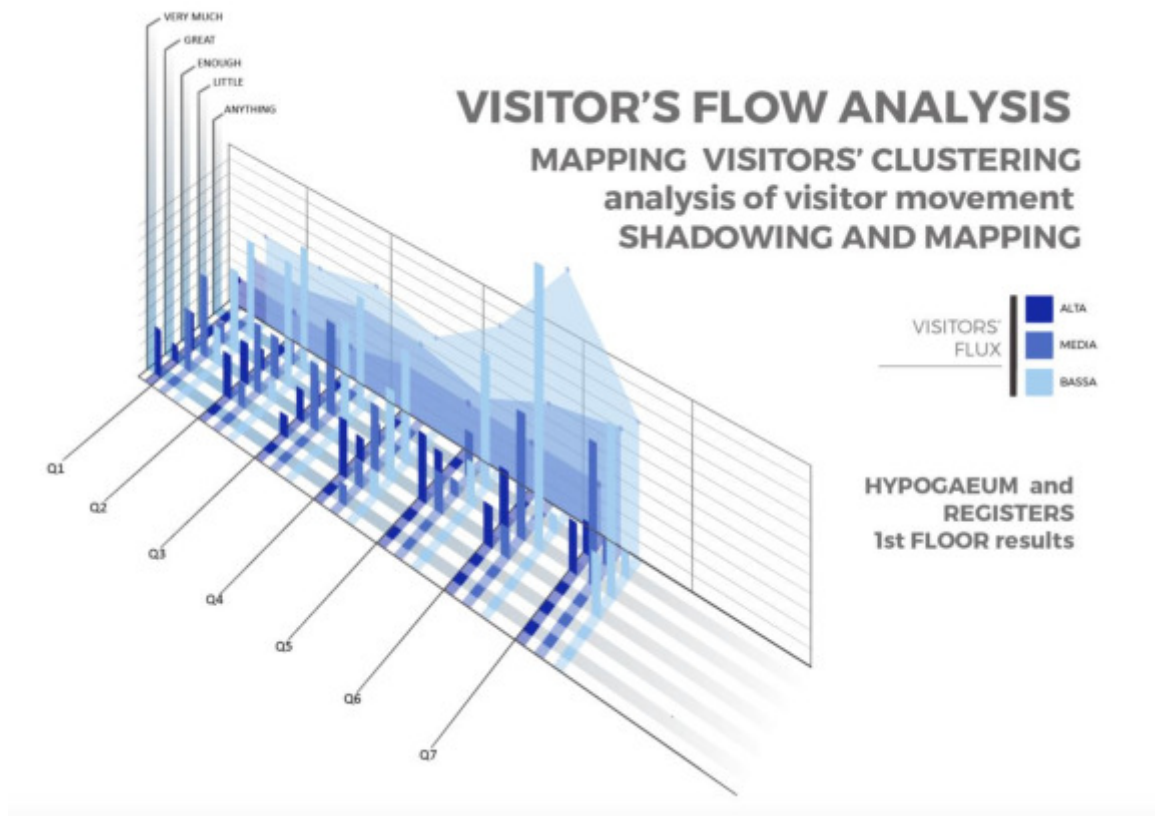 VERY MUCH
GREAT
ENOUGH
LITTLE
ANYTHING
VISITOR'S FLOW ANALYSIS
MAPPING VISITORS' CLUSTERING
analysis of visitor movement
SHADOWING AND MAPPING
VISITORS'
FLUX
ALTA
MEDIA
BASSA
HYPOGAEUM and
REGISTERS
1st FLOOR results
Q1
Q2
Q3
Q4
Q5
Q6
Q7